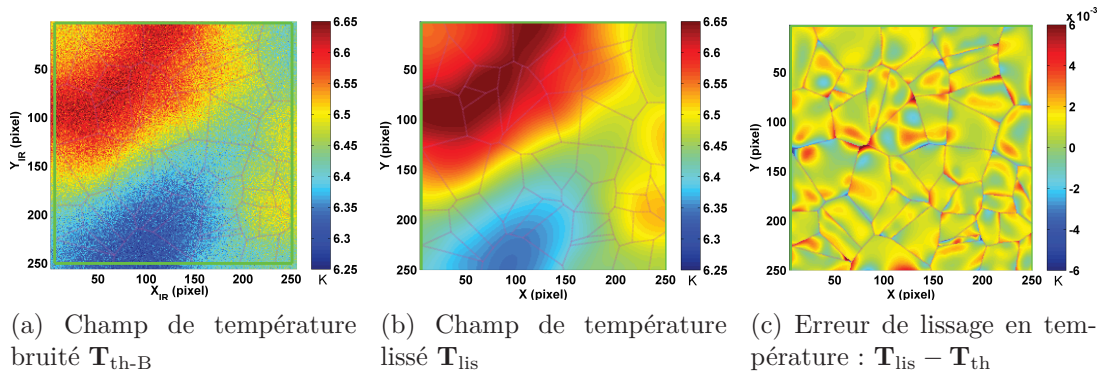 50
100
150
200
250
Y_IR (pixel)
50 100 150 200 250
X_IR (pixel)
6.65
6.6
6.55
6.5
6.45
6.4
6.35
6.3
6.25
K
50
100
150
200
250
Y (pixel)
50 100 150 200 250
X (pixel)
6.65
6.6
6.55
6.5
6.45
6.4
6.35
6.3
6.25
K
50
100
150
200
250
Y (pixel)
50 100 150 200 250
X (pixel)
x 10^-3
6
4
2
0
-2
-4
-6
K
(a) Champ de température
bruité T_th-B
(b) Champ de température
lissé T_lis
(c) Erreur de lissage en tem-
pérature : T_lis − T_th